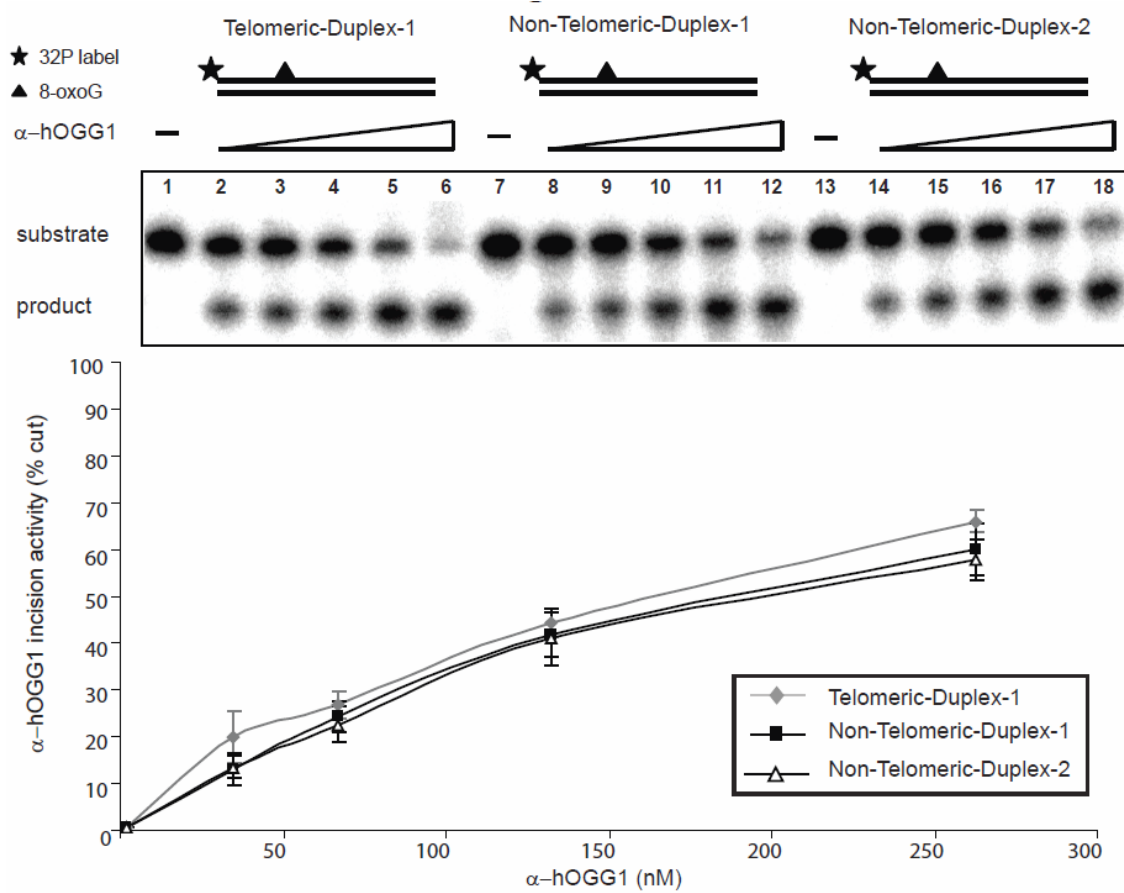 Telomeric-Duplex-1 Non-Telomeric-Duplex-1 Non-Telomeric-Duplex-2
★ 32P label
▲ 8-oxoG
α–hOGG1 – – –
1 2 3 4 5 6 7 8 9 10 11 12 13 14 15 16 17 18
substrate
product
100
90
80
70
60
50
40
30
20
10
0
α–hOGG1 incision activity (% cut)
50 100 150 200 250 300
α–hOGG1 (nM)
Telomeric-Duplex-1
Non-Telomeric-Duplex-1
Non-Telomeric-Duplex-2